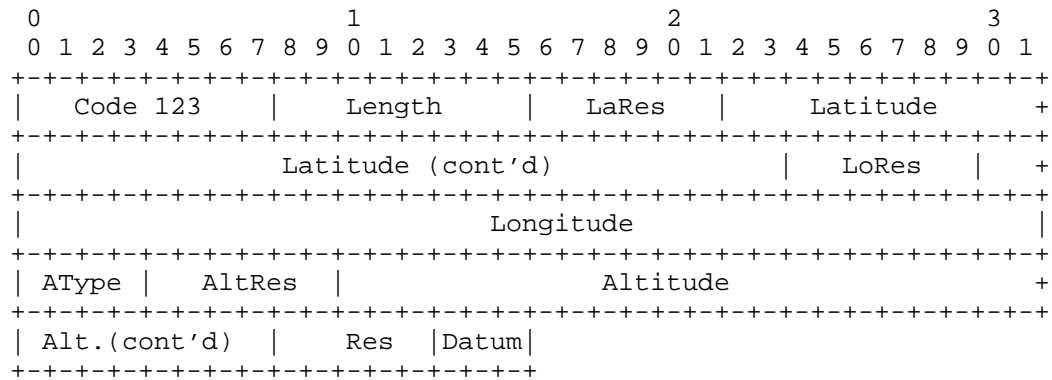 0                   1                   2                   3
 0 1 2 3 4 5 6 7 8 9 0 1 2 3 4 5 6 7 8 9 0 1 2 3 4 5 6 7 8 9 0 1
+-+-+-+-+-+-+-+-+-+-+-+-+-+-+-+-+-+-+-+-+-+-+-+-+-+-+-+-+-+-+-+-+
|   Code 123    |    Length     |   LaRes   |     Latitude      +
+-+-+-+-+-+-+-+-+-+-+-+-+-+-+-+-+-+-+-+-+-+-+-+-+-+-+-+-+-+-+-+-+
|                Latitude (cont’d)              |   LoRes   |   +
+-+-+-+-+-+-+-+-+-+-+-+-+-+-+-+-+-+-+-+-+-+-+-+-+-+-+-+-+-+-+-+-+
|                             Longitude                         |
+-+-+-+-+-+-+-+-+-+-+-+-+-+-+-+-+-+-+-+-+-+-+-+-+-+-+-+-+-+-+-+-+
| AType |   AltRes  |                Altitude                   +
+-+-+-+-+-+-+-+-+-+-+-+-+-+-+-+-+-+-+-+-+-+-+-+-+-+-+-+-+-+-+-+-+
| Alt.(cont’d)  |    Res  |Datum|
+-+-+-+-+-+-+-+-+-+-+-+-+-+-+-+-+